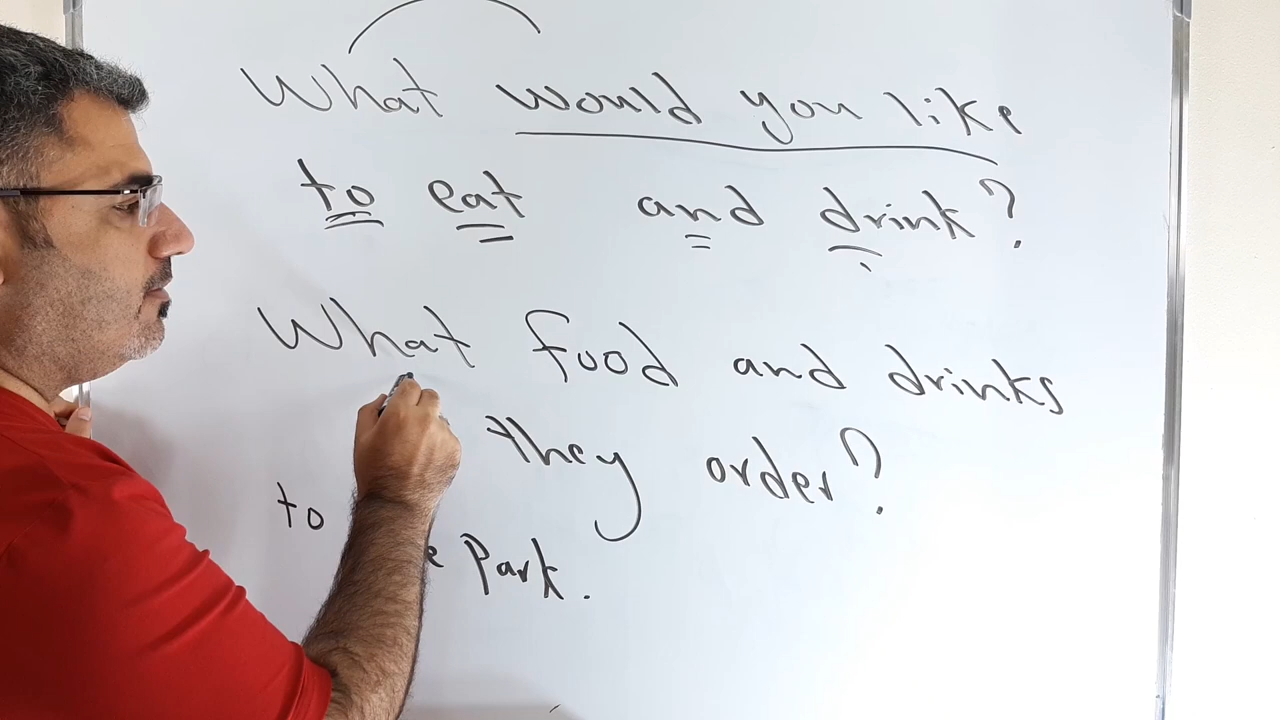 What would you like
to eat and drink?
What food and drinks
they order?
to
Park.